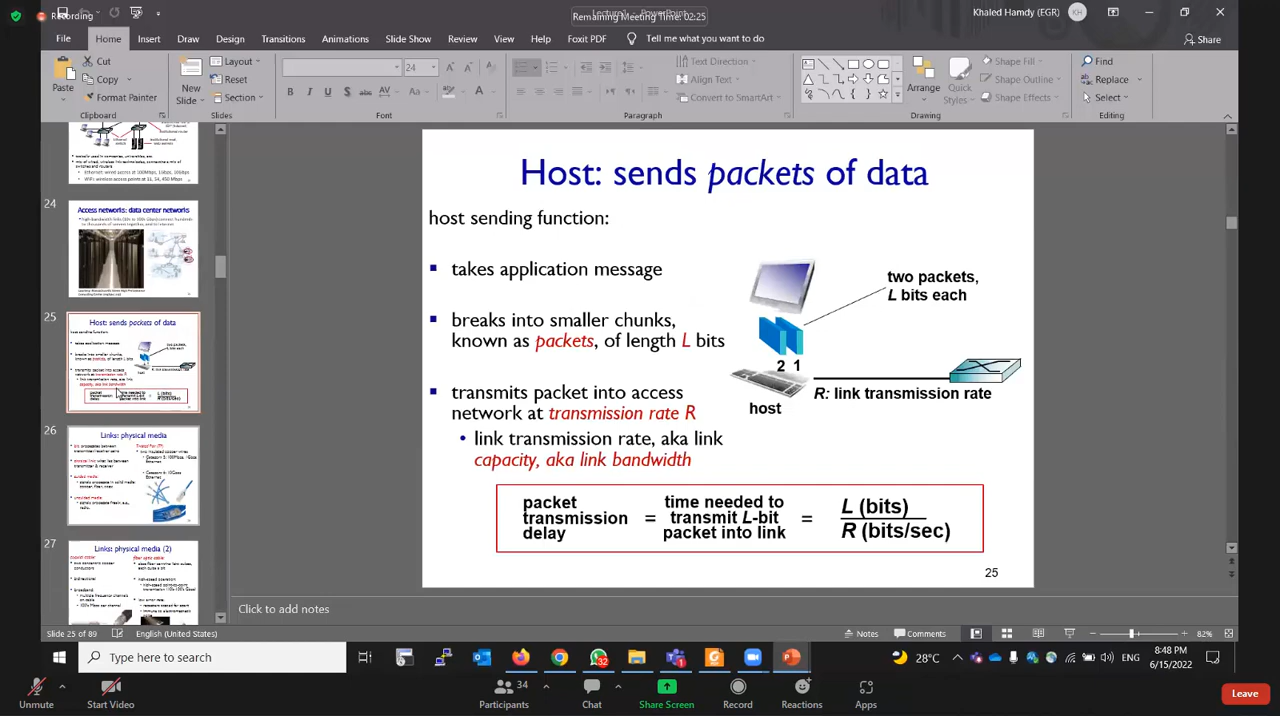 Recording
Remaining Meeting Time: 02:25
PowerPoint
Khaled Hamdy (EGR)
KH
File
Home
Insert
Draw
Design
Transitions
Animations
Slide Show
Review
View
Help
Foxit PDF
Tell me what you want to do
Share
Paste
Cut
Copy
Format Painter
Clipboard
New
Slide
Layout
Reset
Section
Slides
24
Font
Text Direction
Align Text
Convert to SmartArt
Paragraph
Arrange
Quick
Styles
Shape Fill
Shape Outline
Shape Effects
Drawing
Find
Replace
Select
Editing
24
Access networks: data center networks
25
Host: sends packets of data
26
Links: physical media
27
Links: physical media (2)
Host: sends packets of data
host sending function:
takes application message
breaks into smaller chunks,
known as packets, of length L bits
transmits packet into access
network at transmission rate R
link transmission rate, aka link
capacity, aka link bandwidth
two packets,
L bits each
2 1
host
R: link transmission rate
packet
transmission
delay
=
time needed to
transmit L-bit
packet into link
=
L (bits)
R (bits/sec)
25
Click to add notes
Slide 25 of 89
English (United States)
Notes
Comments
82%
Type here to search
32
28°C
ENG
8:48 PM
6/15/2022
Unmute
Start Video
34
Participants
Chat
Share Screen
Record
Reactions
Apps
Leave